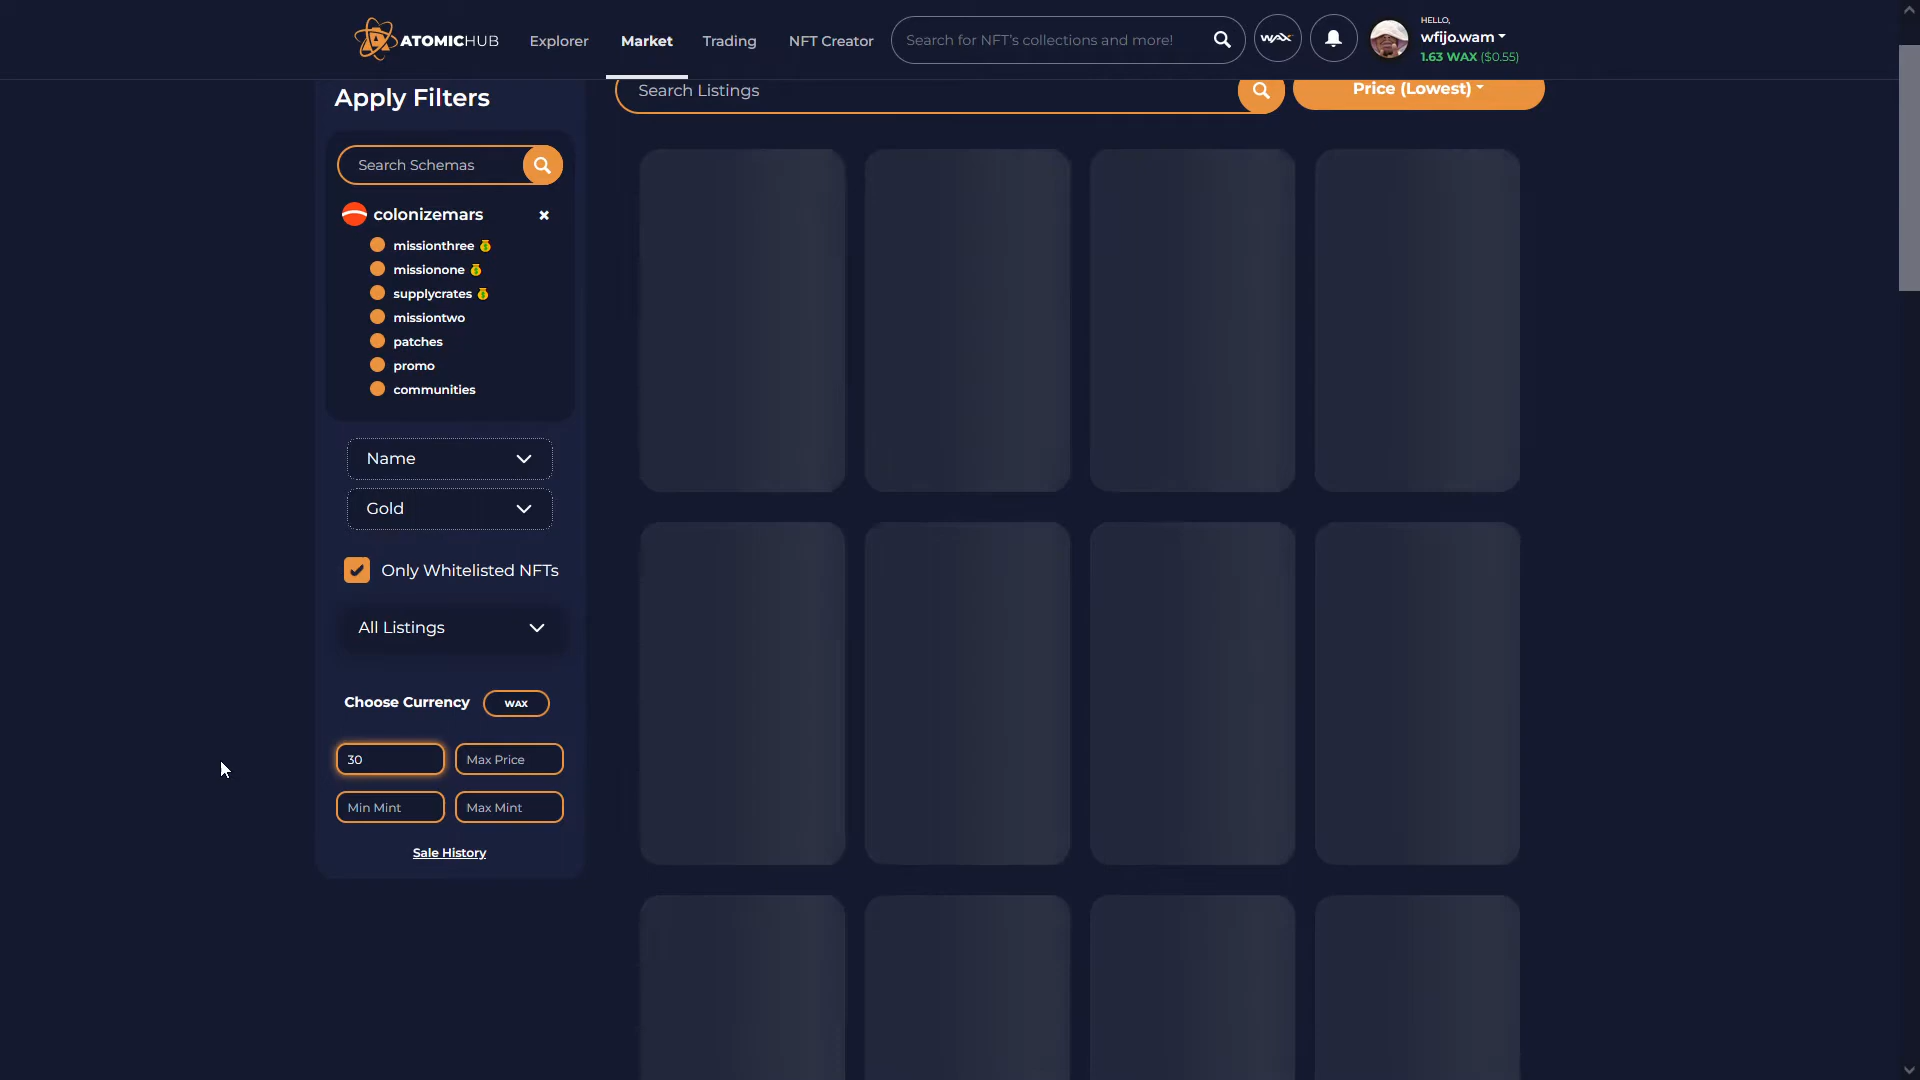 ATOMICHUB
Explorer
Market
Trading
NFT Creator
Search for NFT's collections and more!
WAX
HELLO,
wfijo.wam
1.63 WAX ($0.55)
Apply Filters
Search Listings
Price (Lowest)
Search Schemas
colonizemars
missionthree
missionone
supplycrates
missiontwo
patches
promo
communities
Name
Gold
Only Whitelisted NFTs
All Listings
Choose Currency WAX
30 Max Price
Min Mint Max Mint
Sale History